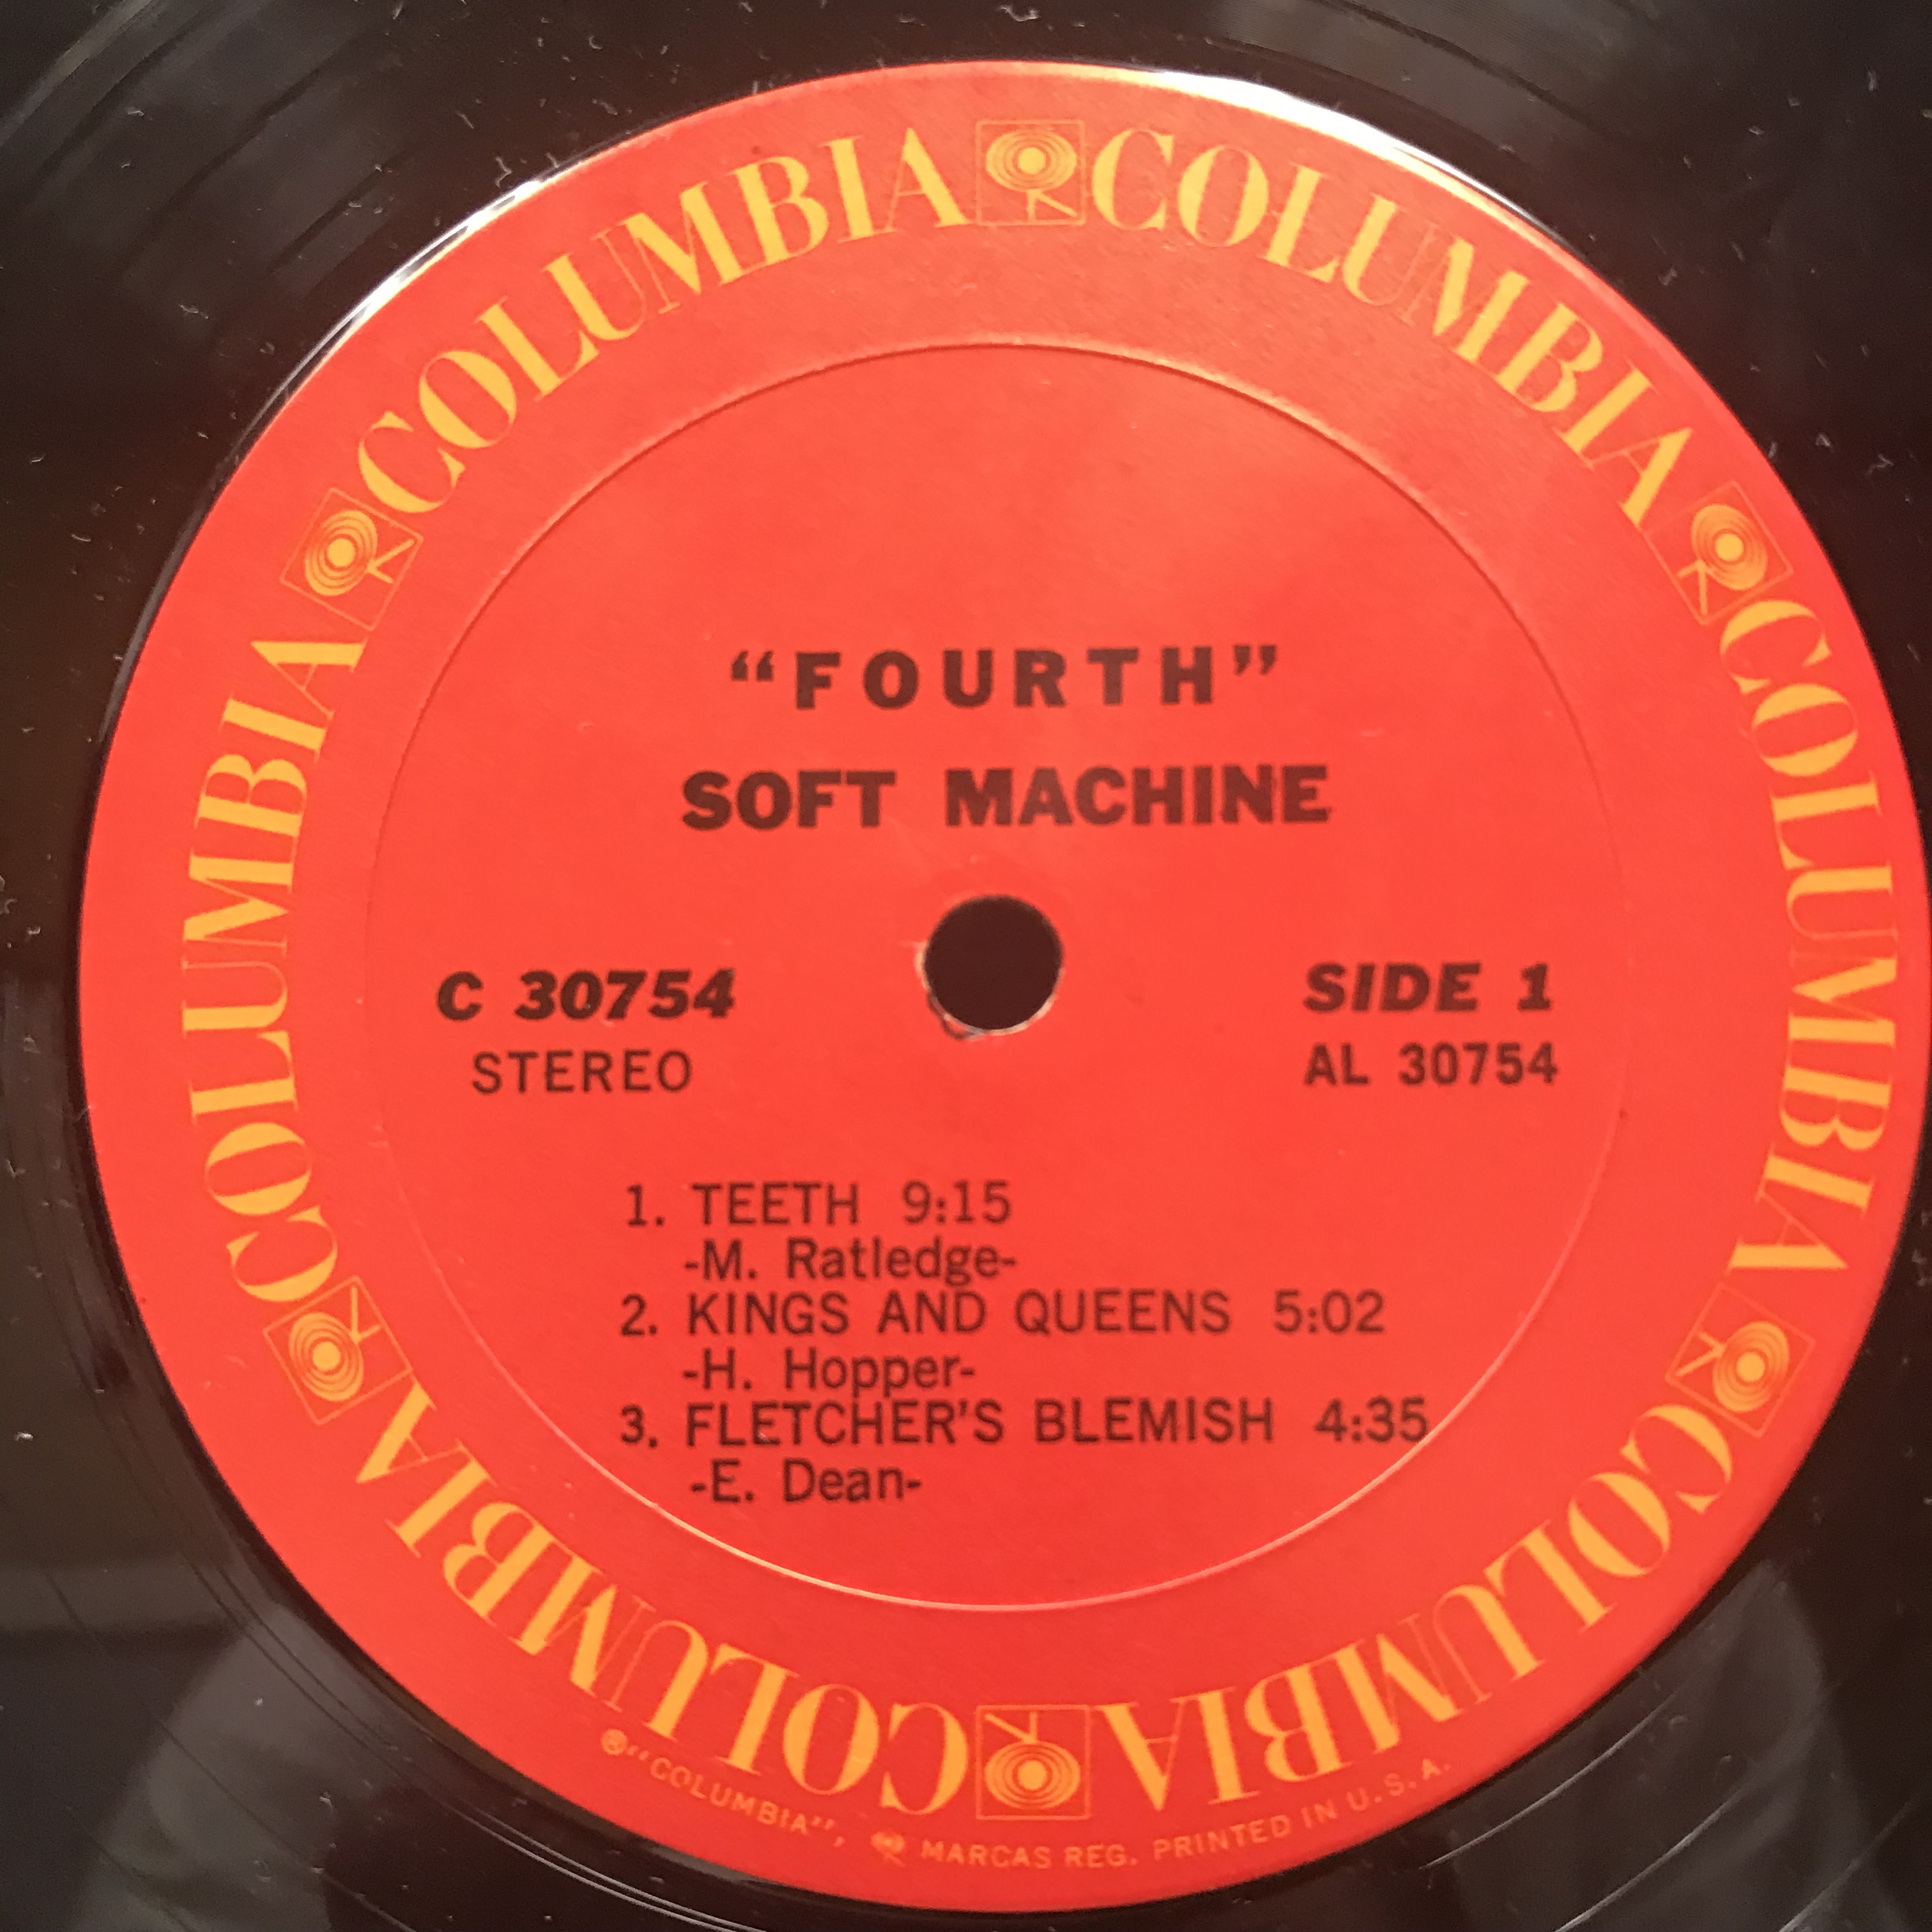 COLUMBIA COLUMBIA COLUMBIA COLUMBIA COLUMBIA COLUMBIA
“FOURTH”
SOFT MACHINE
C 30754
STEREO
SIDE 1
AL 30754
1. TEETH 9:15
-M. Ratledge-
2. KINGS AND QUEENS 5:02
-H. Hopper-
3. FLETCHER'S BLEMISH 4:35
-E. Dean-
®“COLUMBIA”, MARCAS REG. PRINTED IN U.S.A.